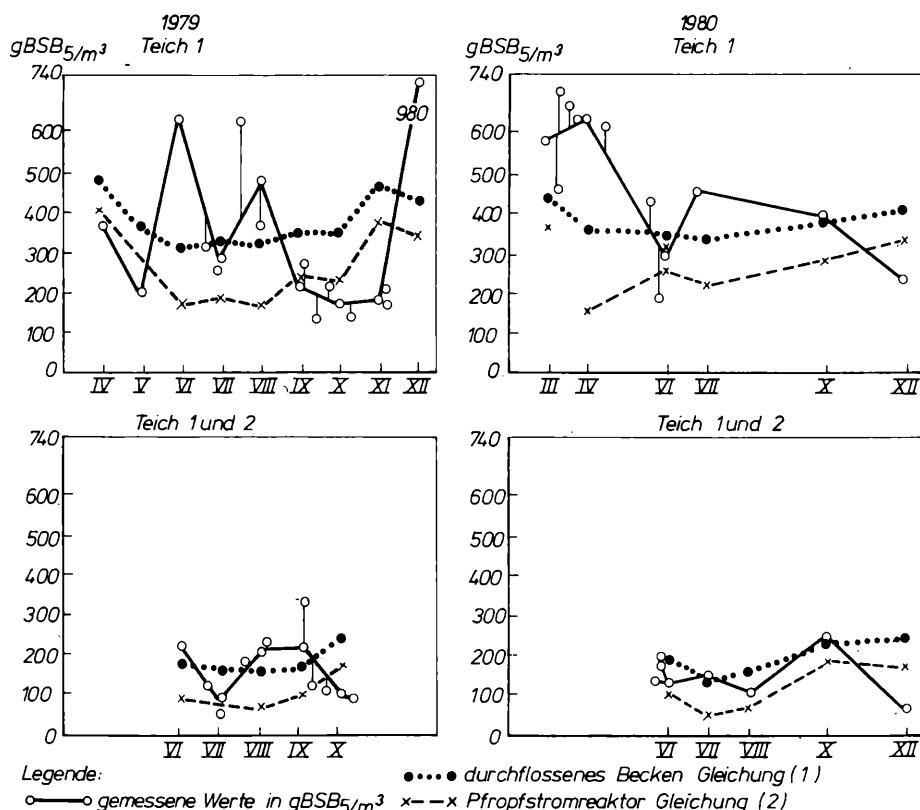 1979
Teich 1
gBSB5/m³
740
600
500
400
300
200
100
0
980
IV V VI VII VIII IX X XI XII
1980
Teich 1
gBSB5/m³
740
600
500
400
300
200
100
0
III IV VI VII X XII
Teich 1 und 2
740
600
500
400
300
200
100
0
VI VII VIII IX X
Teich 1 und 2
740
600
500
400
300
200
100
0
VI VII VIII X XII
Legende:
gemessene Werte in gBSB5/m³
durchflossenes Becken Gleichung (1)
Pfropfstromreaktor Gleichung (2)